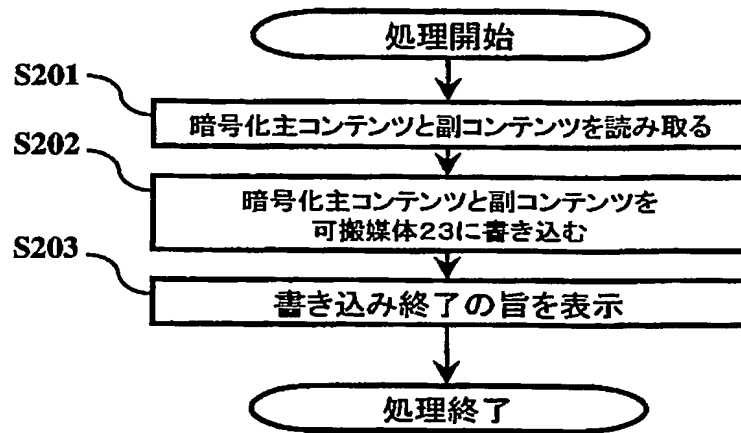 処理開始
S201
暗号化主コンテンツと副コンテンツを読み取る
S202
暗号化主コンテンツと副コンテンツを
可搬媒体23に書き込む
S203
書き込み終了の旨を表示
処理終了